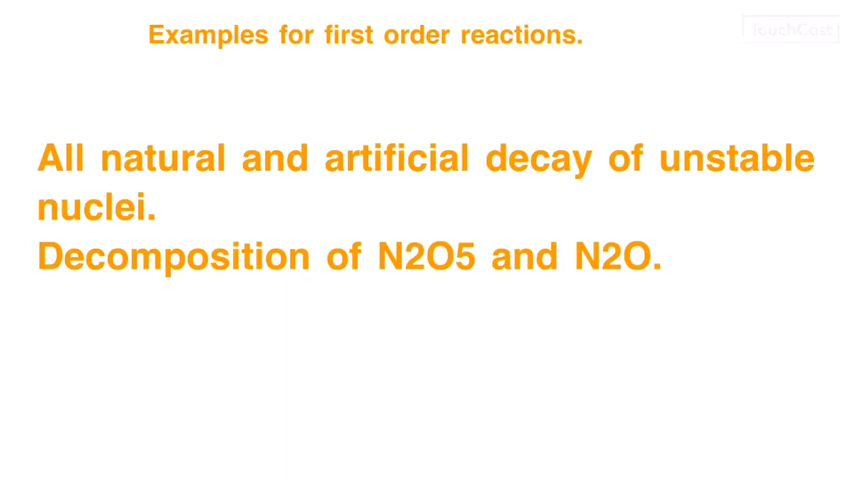 Examples for first order reactions.
TouchCast
All natural and artificial decay of unstable
nuclei.
Decomposition of N2O5 and N2O.